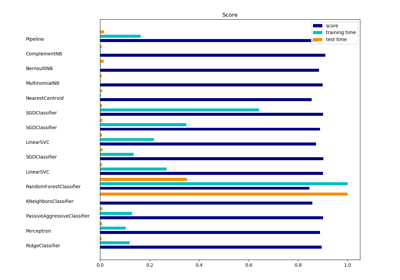 Score
score
training time
test time
Pipeline
ComplementNB
BernoulliNB
MultinomialNB
NearestCentroid
SGDClassifier
SGDClassifier
LinearSVC
SGDClassifier
LinearSVC
RandomForestClassifier
KNeighborsClassifier
PassiveAggressiveClassifier
Perceptron
RidgeClassifier
0.0 0.2 0.4 0.6 0.8 1.0